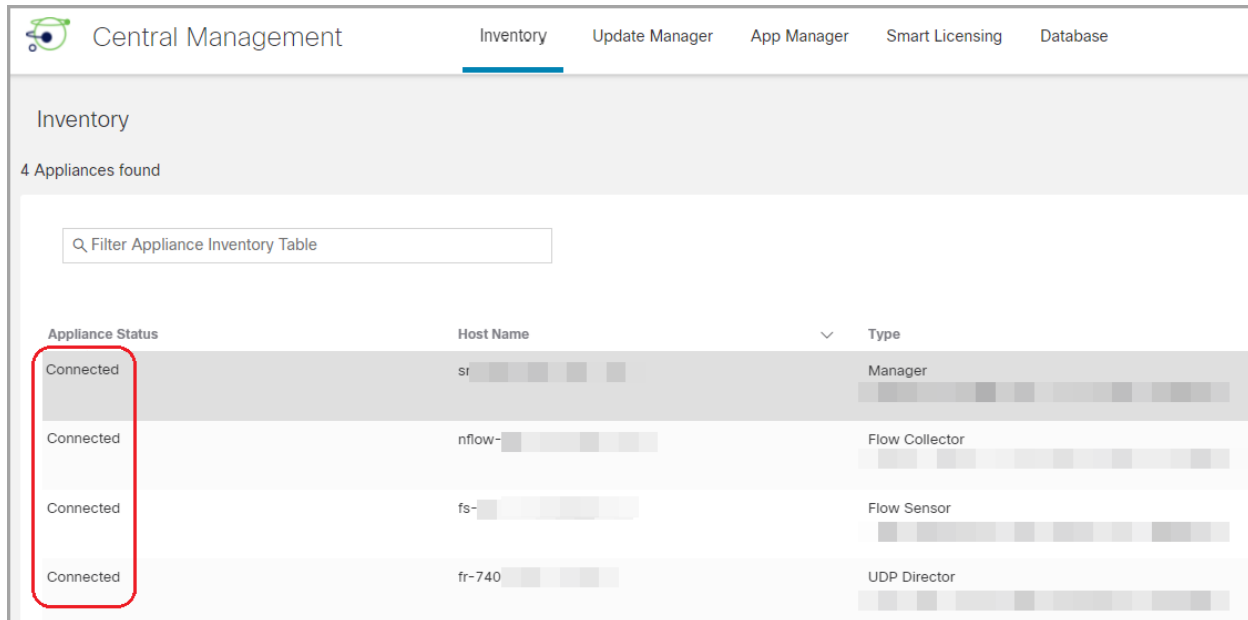 Central Management
Inventory Update Manager App Manager Smart Licensing Database
Inventory
4 Appliances found
Filter Appliance Inventory Table
Appliance Status Host Name Type
Connected sr Manager
Connected nflow- Flow Collector
Connected fs- Flow Sensor
Connected fr-740 UDP Director